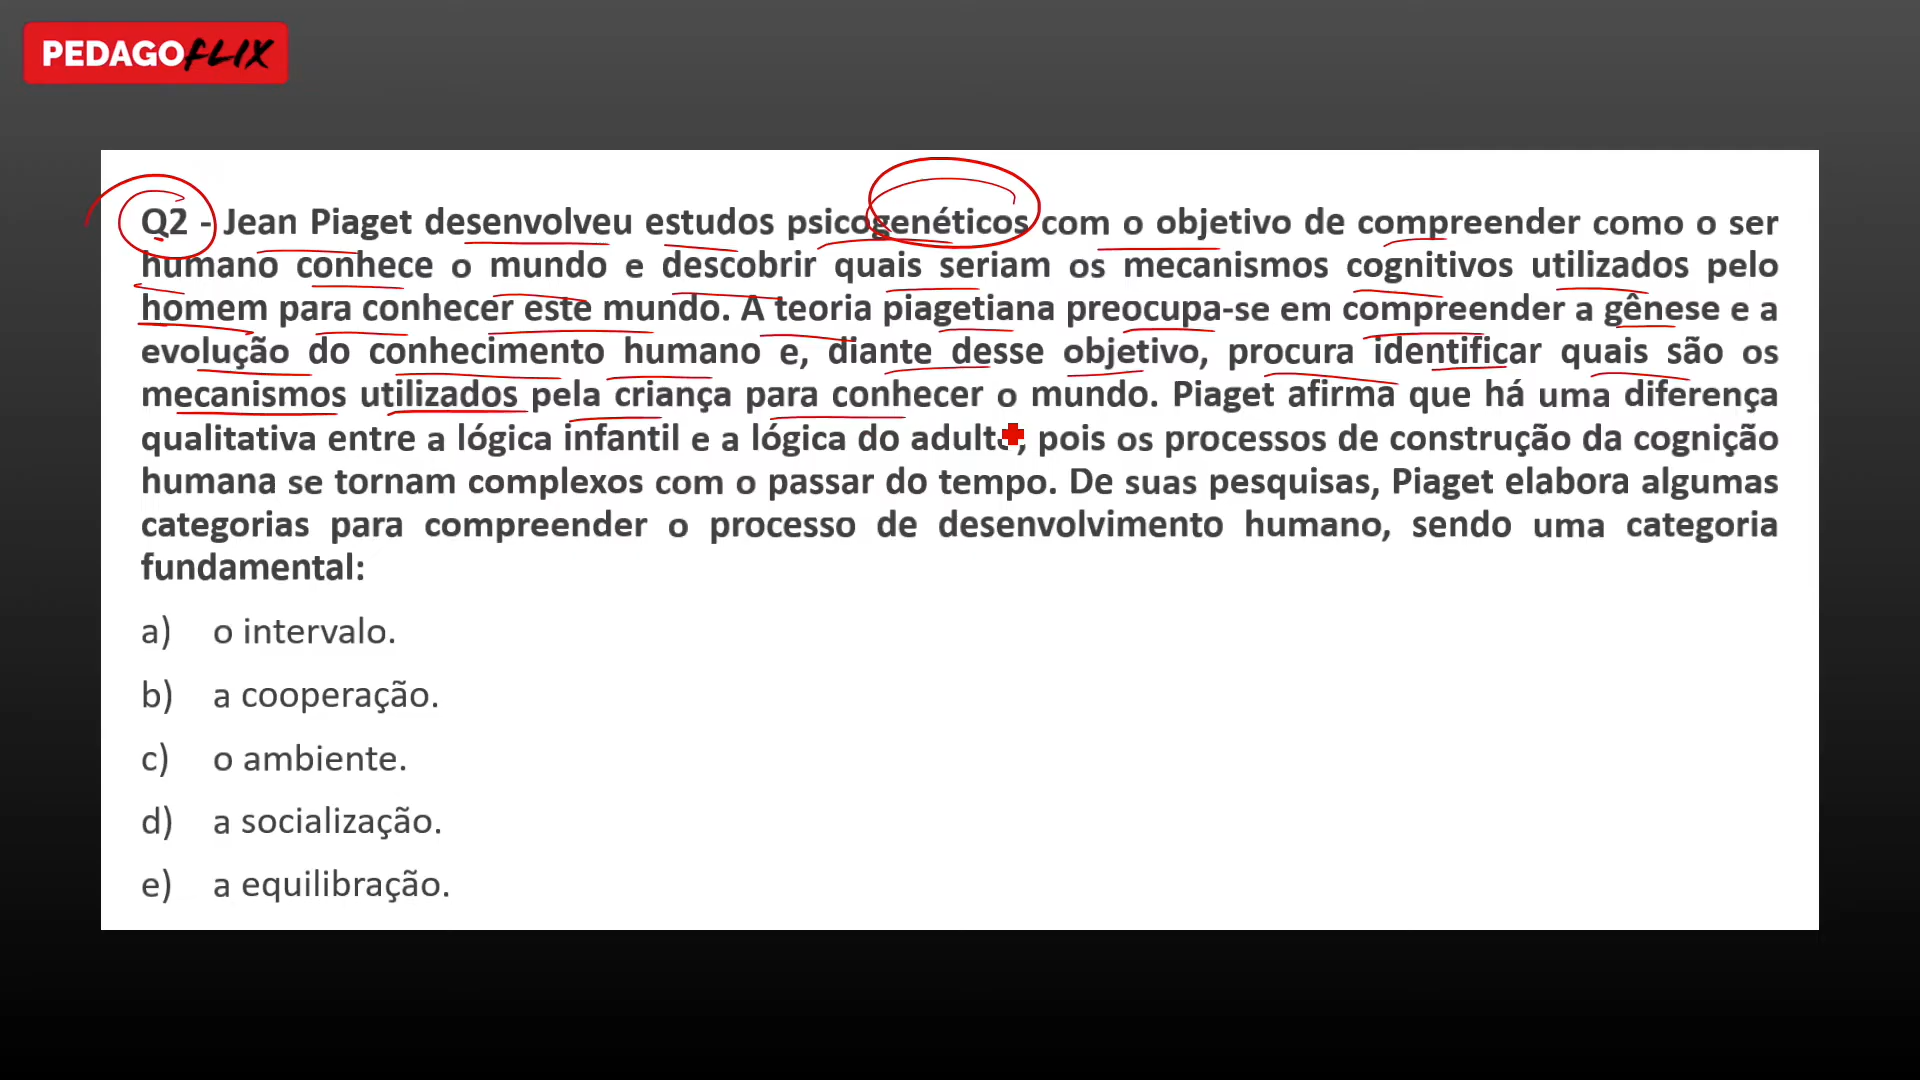 PEDAGOFLIX
Q2 - Jean Piaget desenvolveu estudos psicogenéticos com o objetivo de compreender como o ser
humano conhece o mundo e descobrir quais seriam os mecanismos cognitivos utilizados pelo
homem para conhecer este mundo. A teoria piagetiana preocupa-se em compreender a gênese e a
evolução do conhecimento humano e, diante desse objetivo, procura identificar quais são os
mecanismos utilizados pela criança para conhecer o mundo. Piaget afirma que há uma diferença
qualitativa entre a lógica infantil e a lógica do adulto, pois os processos de construção da cognição
humana se tornam complexos com o passar do tempo. De suas pesquisas, Piaget elabora algumas
categorias para compreender o processo de desenvolvimento humano, sendo uma categoria
fundamental:
a) o intervalo.
b) a cooperação.
c) o ambiente.
d) a socialização.
e) a equilibração.